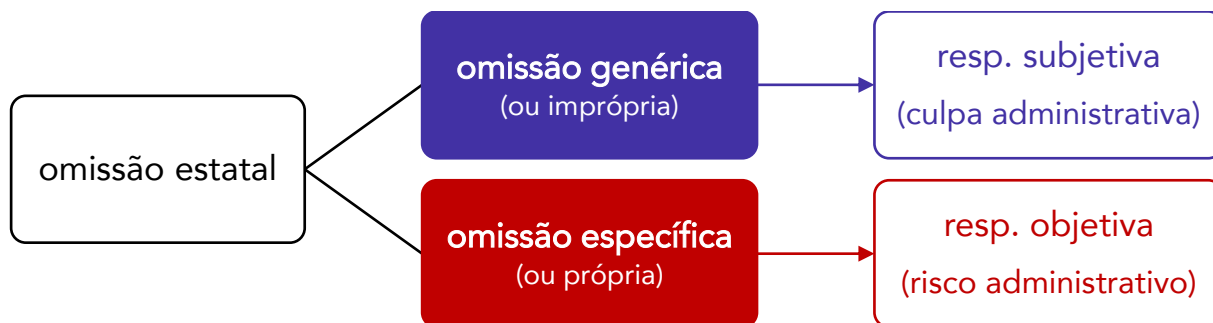 omissão estatal
omissão genérica
(ou imprópria)
resp. subjetiva
(culpa administrativa)
omissão específica
(ou própria)
resp. objetiva
(risco administrativo)